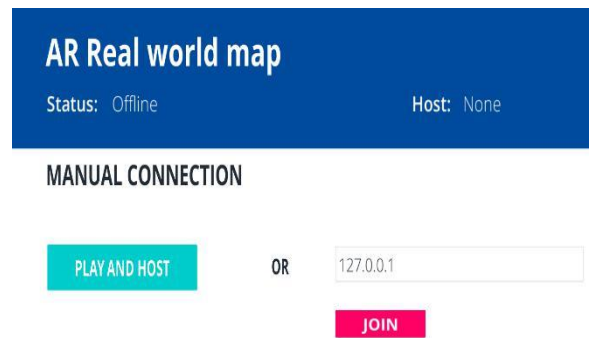 AR Real world map
Status: Offline Host: None
MANUAL CONNECTION
PLAY AND HOST OR 127.0.0.1
JOIN